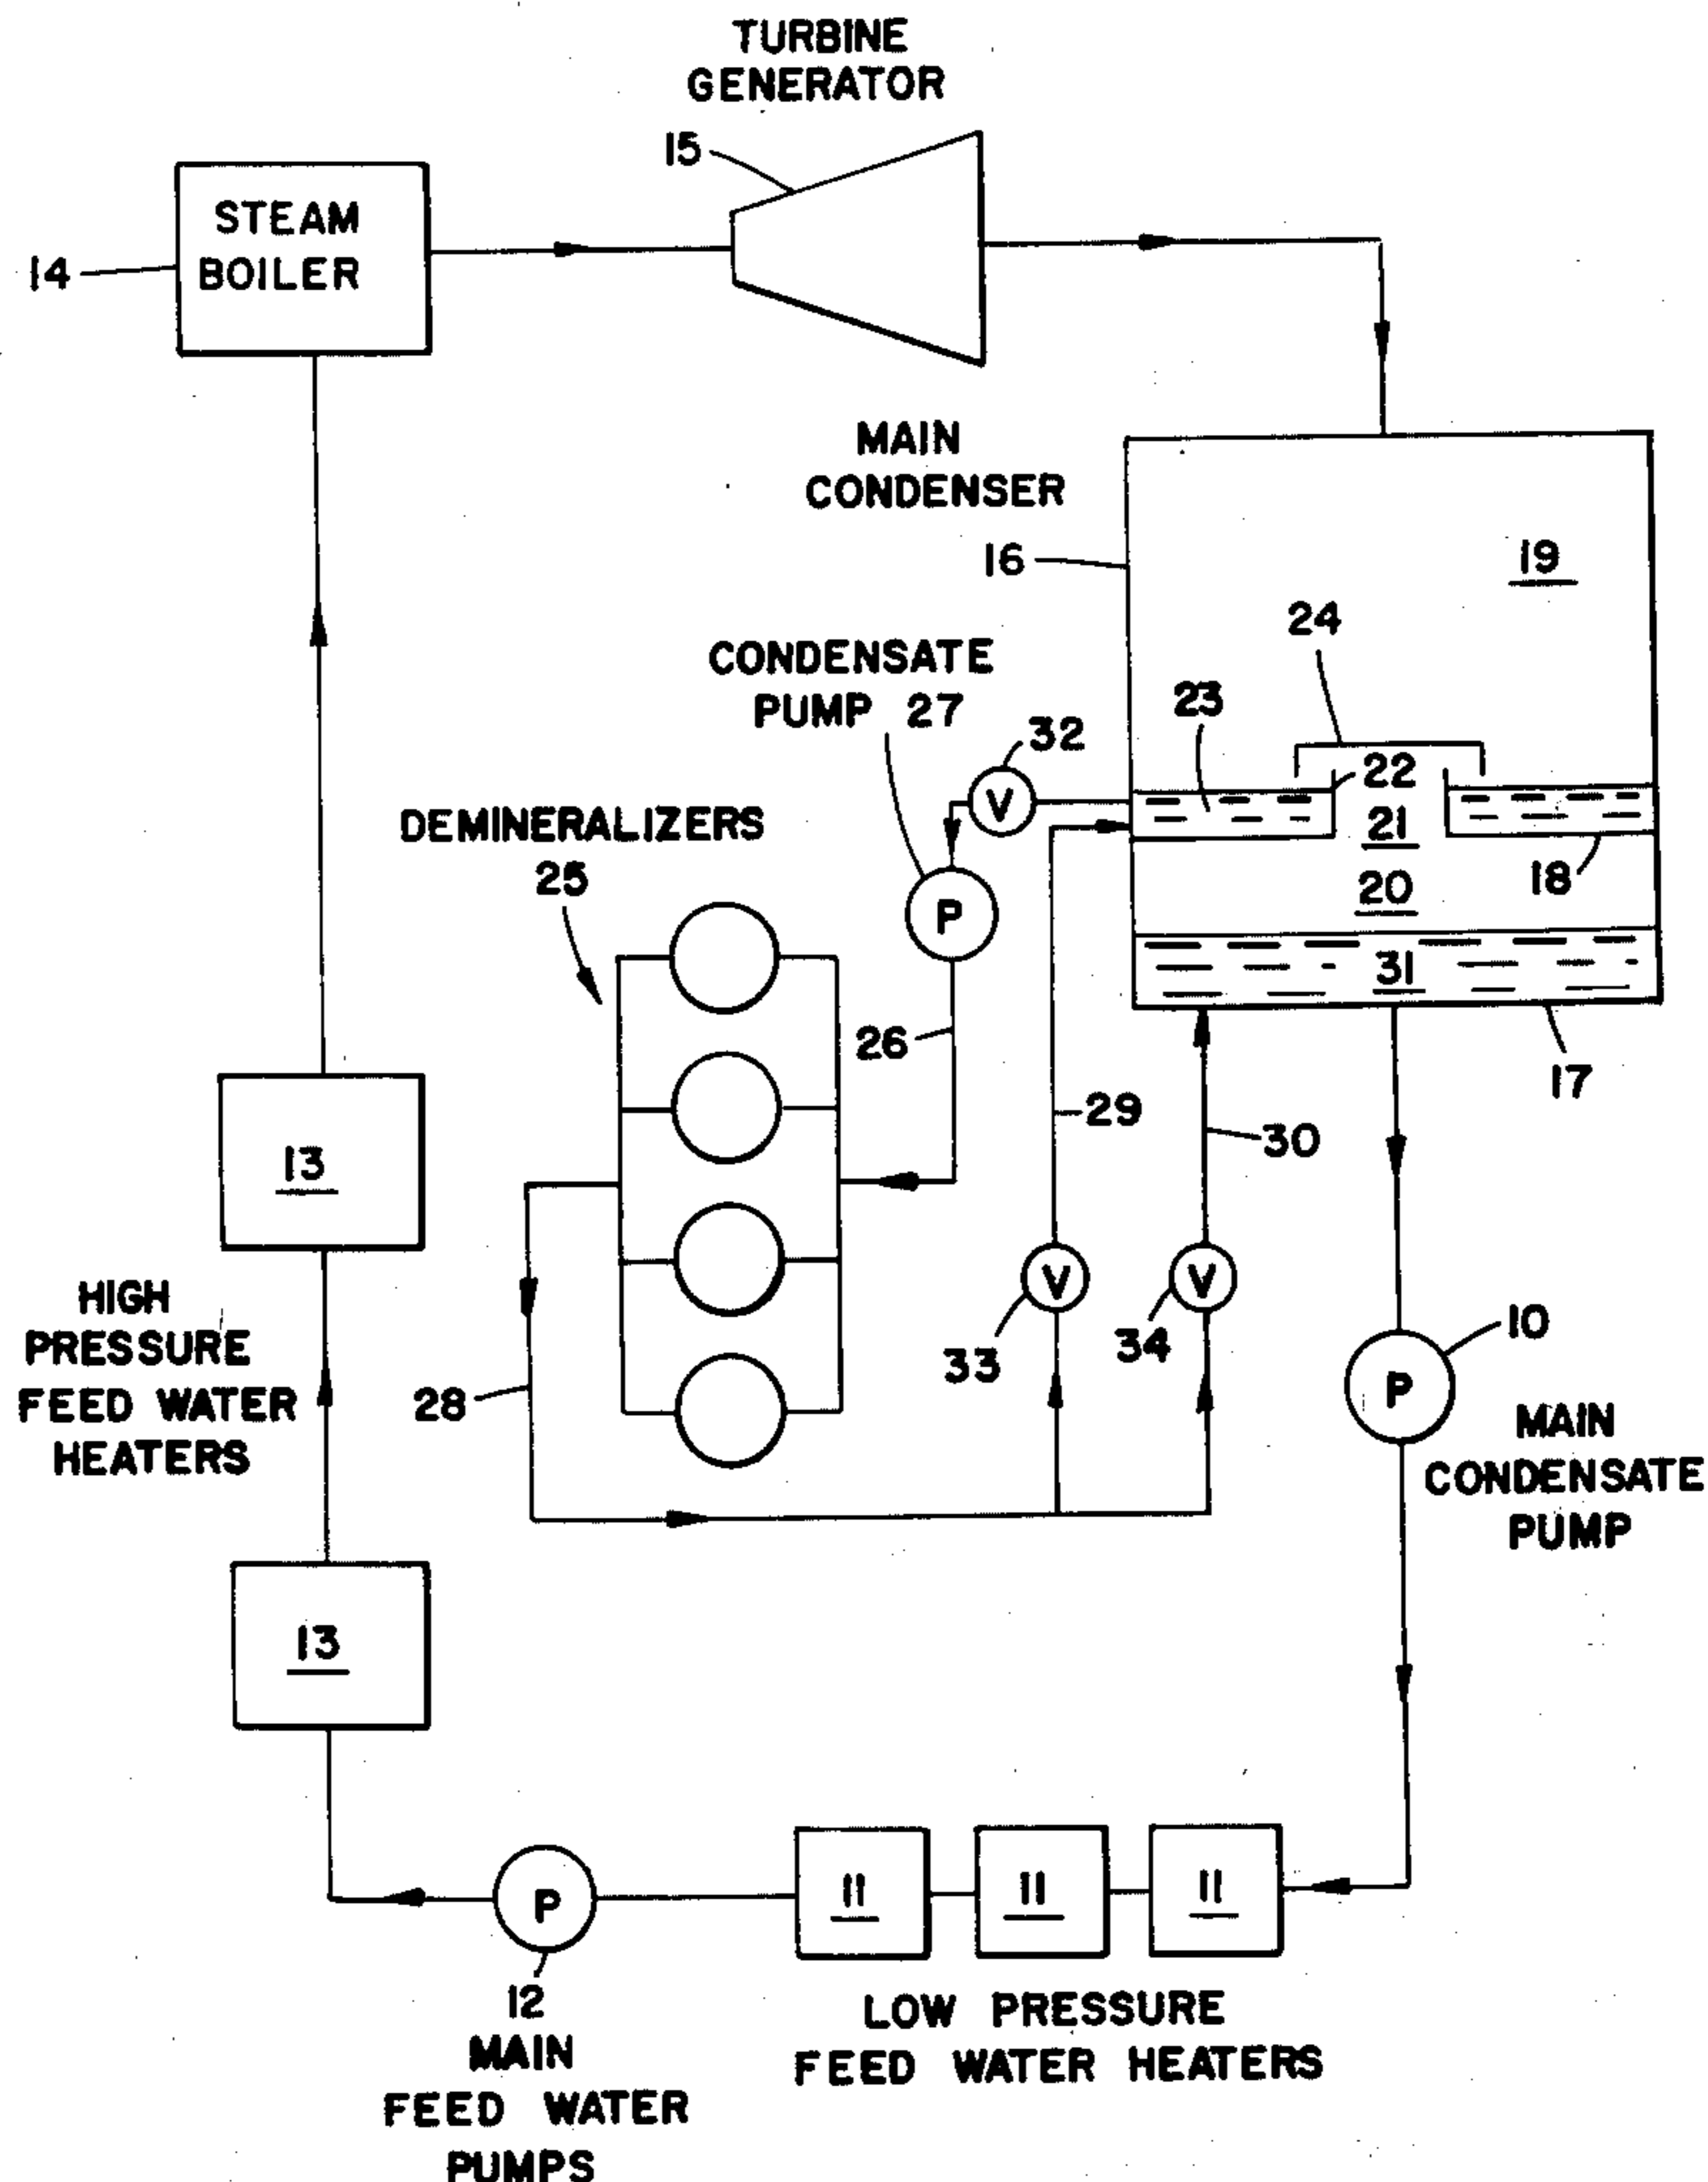 TURBINE
GENERATOR
15
STEAM
BOILER
14
MAIN
CONDENSER
16
19
24
CONDENSATE
PUMP 27
23
32
22
V
21
DEMINERALIZERS
25
18
20
P
31
26
17
29
30
13
V
V
HIGH
PRESSURE
FEED WATER
HEATERS
33
34
10
28
P
MAIN
CONDENSATE
PUMP
13
11
11
11
P
12
MAIN
FEED WATER
PUMPS
LOW PRESSURE
FEED WATER HEATERS